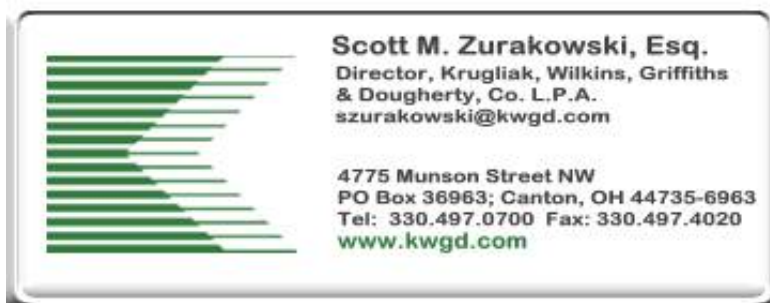 Scott M. Zurakowski, Esq.
Director, Krugliak, Wilkins, Griffiths
& Dougherty, Co. L.P.A.
szurakowski@kwgd.com
4775 Munson Street NW
PO Box 36963; Canton, OH 44735-6963
Tel: 330.497.0700 Fax: 330.497.4020
www.kwgd.com